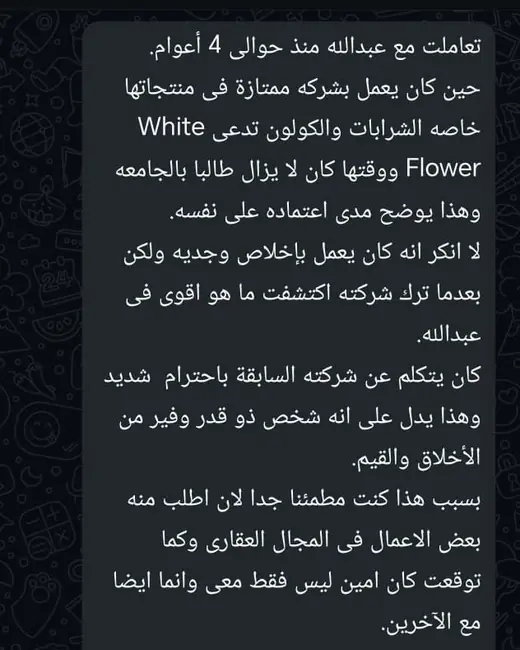 تعاملت مع عبدالله منذ حوالى 4 أعوام.
حين كان يعمل بشركه ممتازة فى منتجاتها
خاصه الشرابات والكولون تدعى White
Flower ووقتها كان لا يزال طالبا بالجامعه
وهذا يوضح مدى اعتماده على نفسه.
لا انكر انه كان يعمل بإخلاص وجديه ولكن
بعدما ترك شركته اكتشفت ما هو اقوى فى
عبدالله.
كان يتكلم عن شركته السابقة باحترام  شديد
وهذا يدل على انه شخص ذو قدر وفير من
الأخلاق والقيم.
بسبب هذا كنت مطمئنا جدا لان اطلب منه
بعض الاعمال فى المجال العقارى وكما
توقعت كان امين ليس فقط معى وانما ايضا
مع الآخرين.